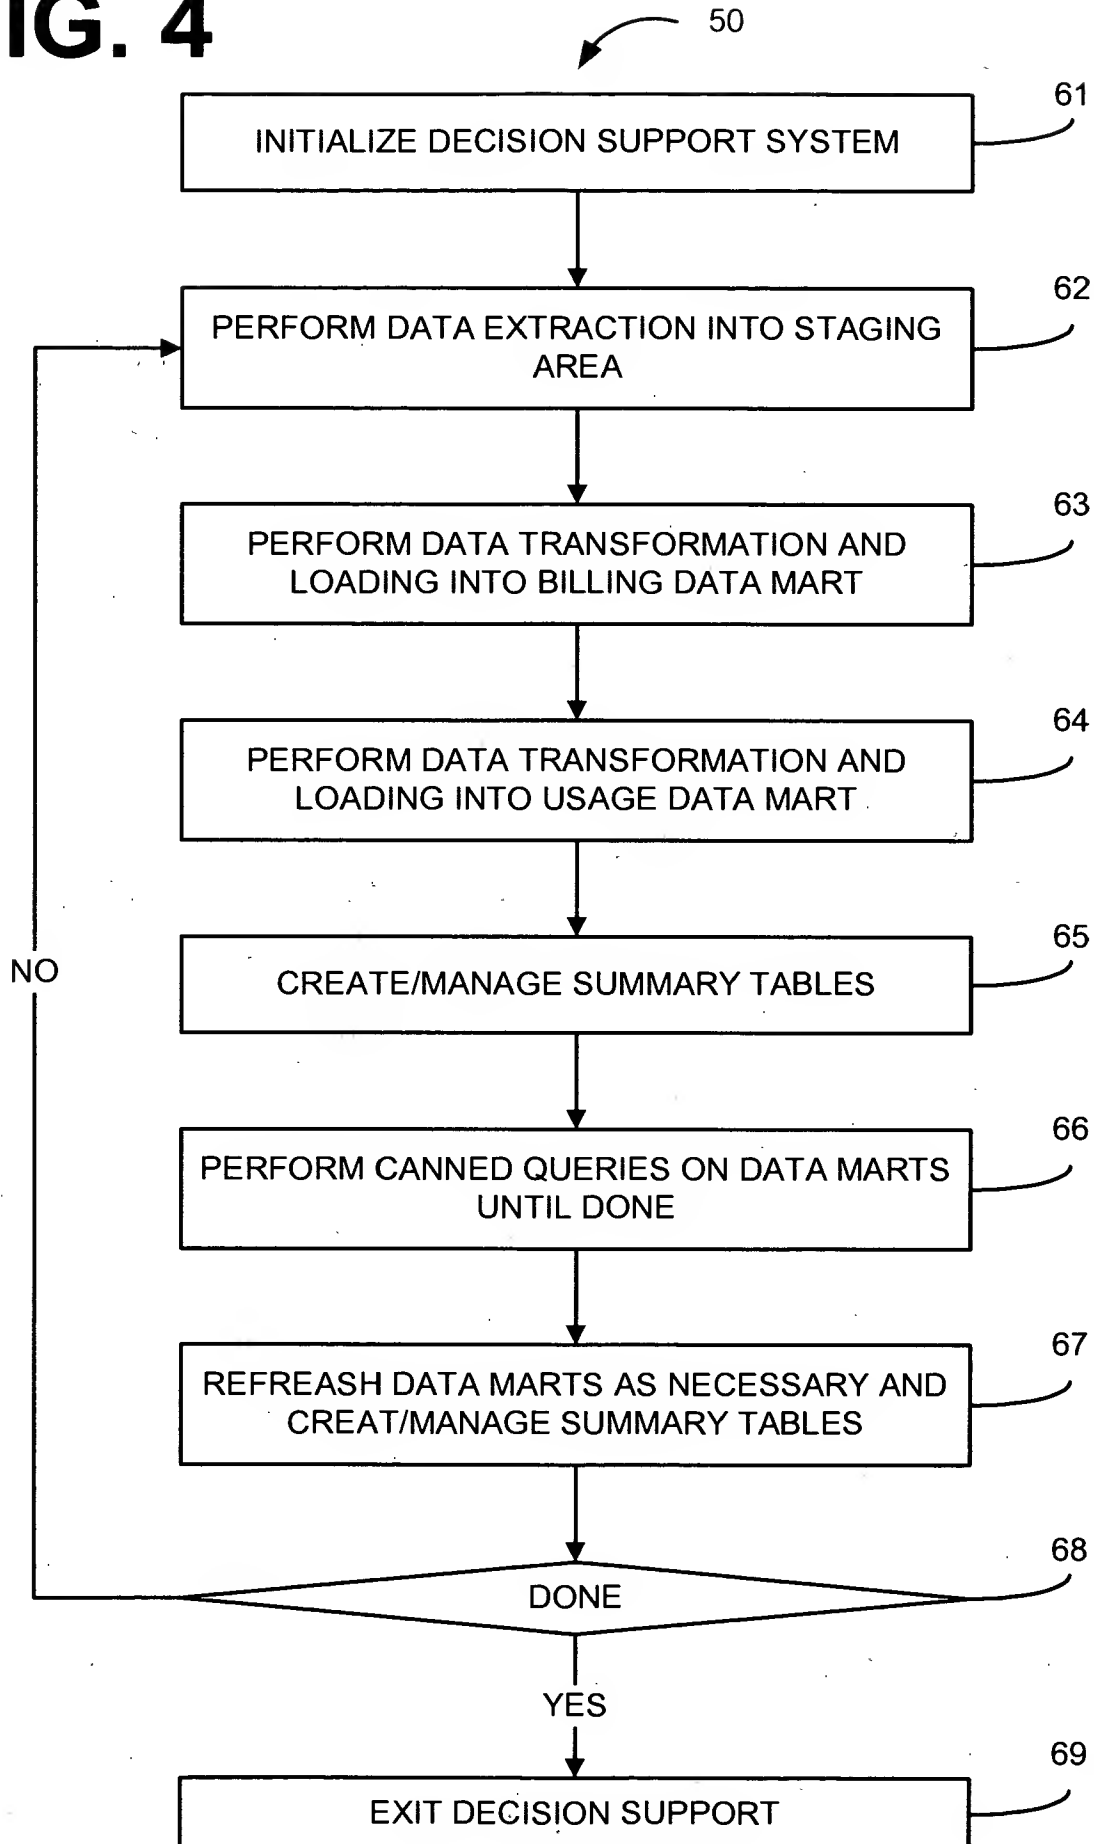 IG. 4
50
61
INITIALIZE DECISION SUPPORT SYSTEM
62
PERFORM DATA EXTRACTION INTO STAGING
AREA
63
PERFORM DATA TRANSFORMATION AND
LOADING INTO BILLING DATA MART
64
PERFORM DATA TRANSFORMATION AND
LOADING INTO USAGE DATA MART
65
NO
CREATE/MANAGE SUMMARY TABLES
66
PERFORM CANNED QUERIES ON DATA MARTS
UNTIL DONE
67
REFREASH DATA MARTS AS NECESSARY AND
CREAT/MANAGE SUMMARY TABLES
68
DONE
YES
69
EXIT DECISION SUPPORT